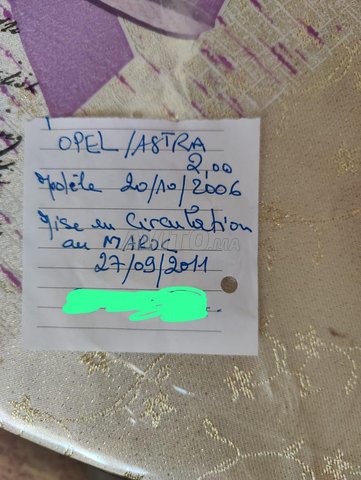 OPEL/ASTRA
2,00
Modèle 20/10/2006
Mise en Circulation
au MAROC
27/09/2011